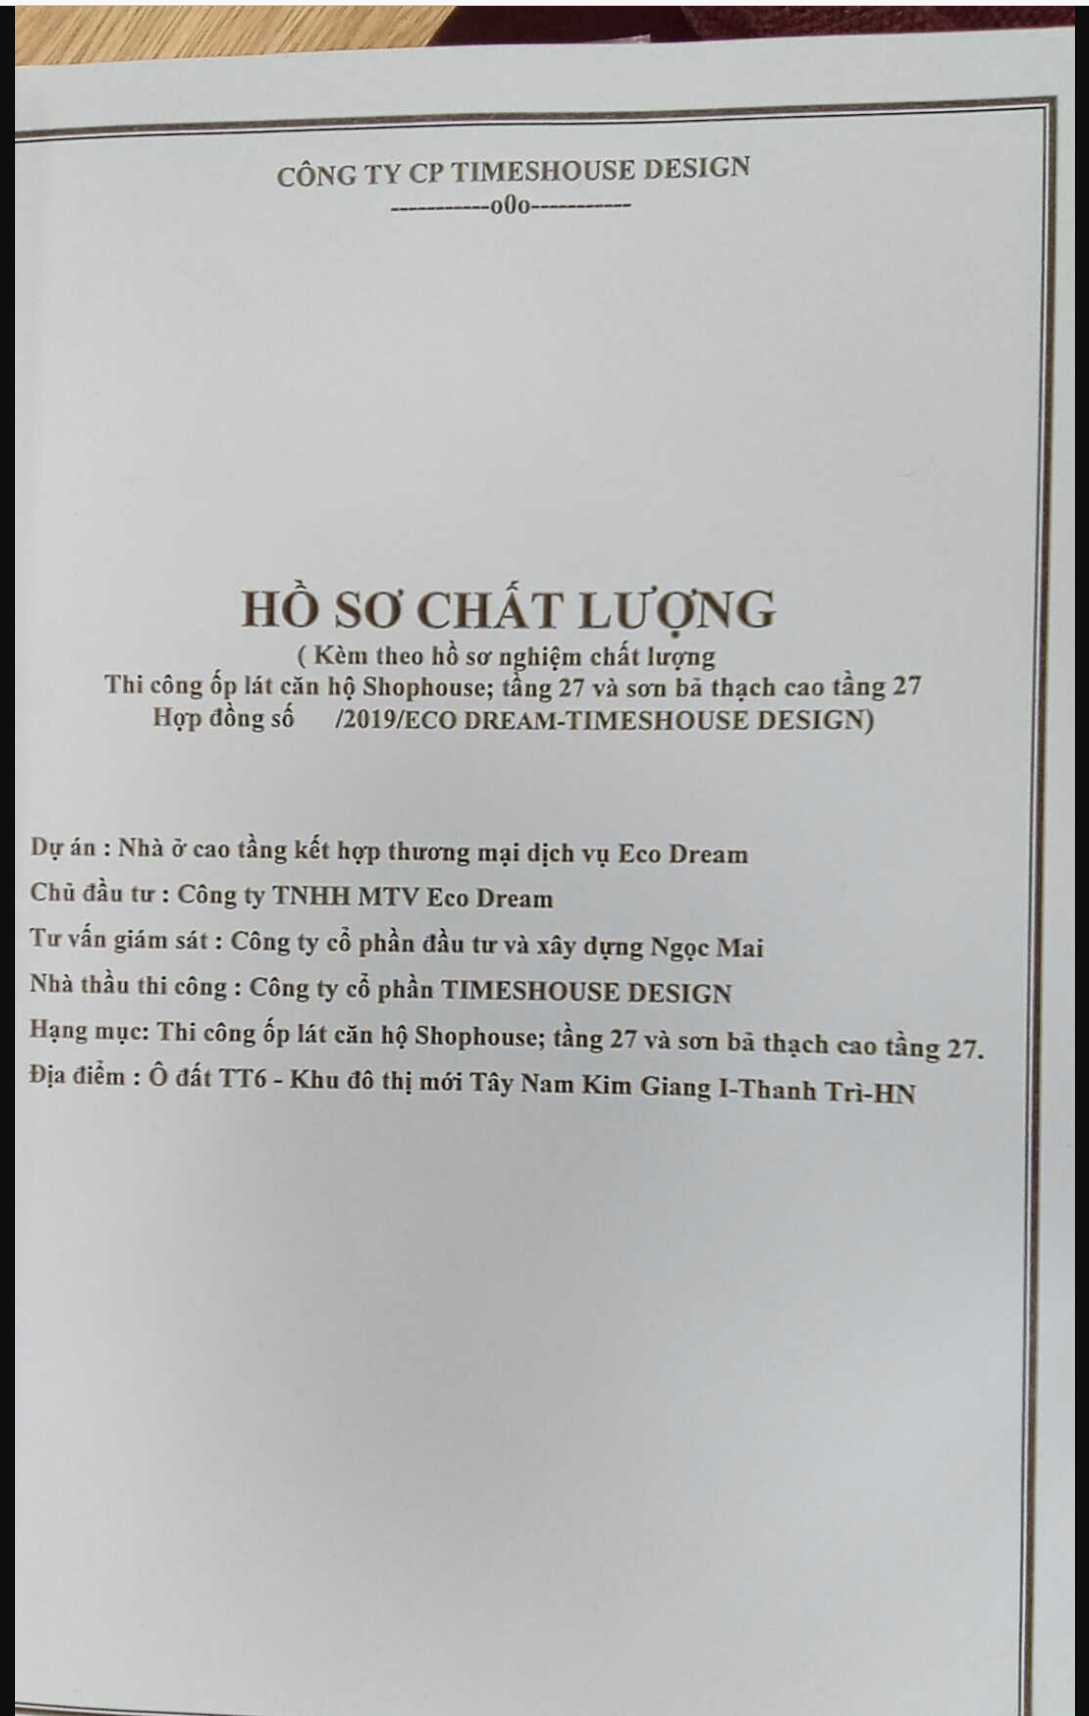 CÔNG TY CP TIMESHOUSE DESIGN
-----------o0o-----------
HỒ SƠ CHẤT LƯỢNG
( Kèm theo hồ sơ nghiệm chất lượng
Thi công ốp lát căn hộ Shophouse; tầng 27 và sơn bả thạch cao tầng 27
Hợp đồng số /2019/ECO DREAM-TIMESHOUSE DESIGN)
Dự án : Nhà ở cao tầng kết hợp thương mại dịch vụ Eco Dream
Chủ đầu tư : Công ty TNHH MTV Eco Dream
Tư vấn giám sát : Công ty cổ phần đầu tư và xây dựng Ngọc Mai
Nhà thầu thi công : Công ty cổ phần TIMESHOUSE DESIGN
Hạng mục: Thi công ốp lát căn hộ Shophouse; tầng 27 và sơn bả thạch cao tầng 27.
Địa điểm : Ô đất TT6 - Khu đô thị mới Tây Nam Kim Giang I-Thanh Trì-HN